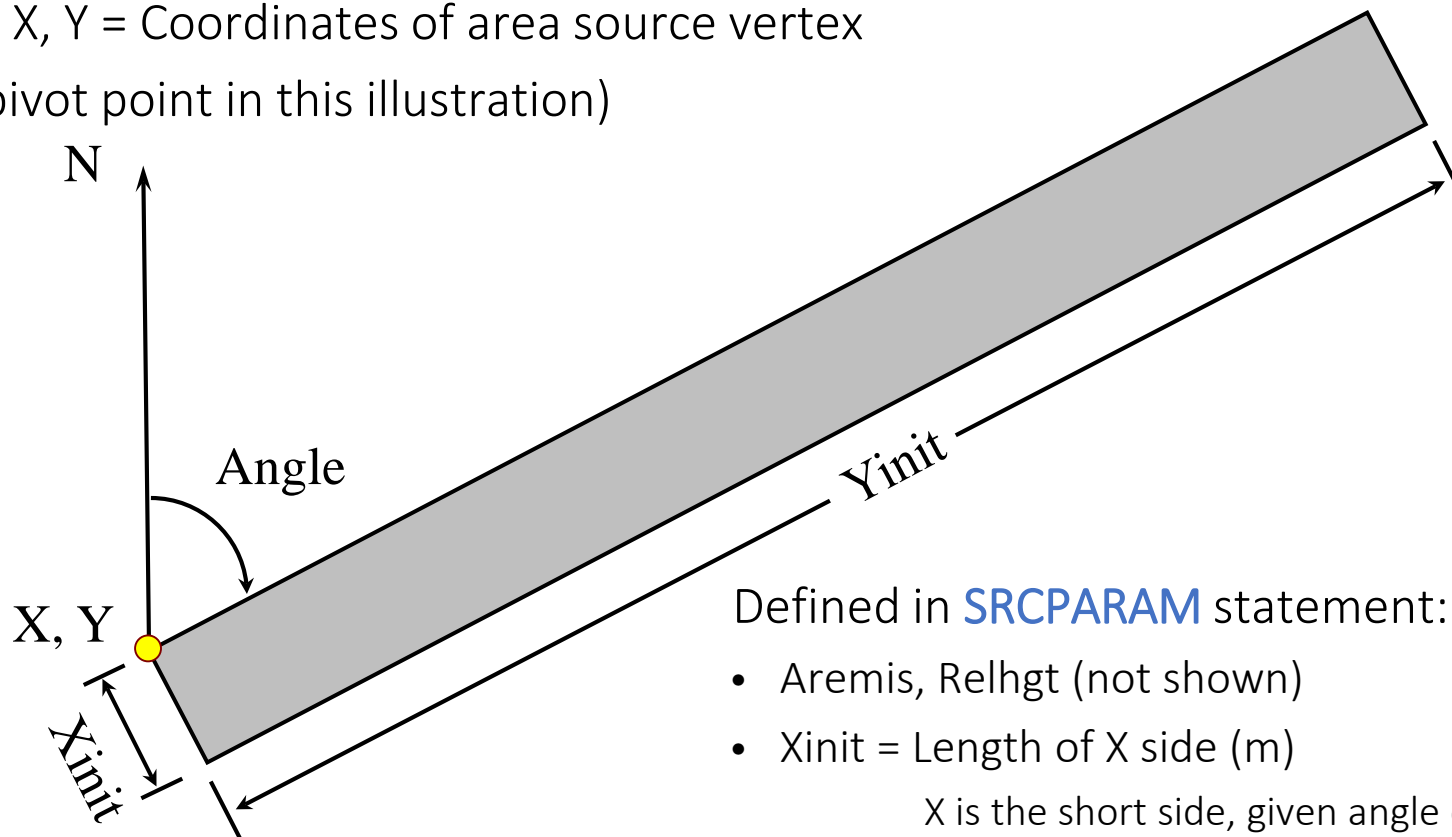 X, Y = Coordinates of area source vertex
pivot point in this illustration)
N
Angle
Yinit
X, Y
Xinit
Defined in SRCPARAM statement:
• Aremis, Relhgt (not shown)
• Xinit = Length of X side (m)
X is the short side, given angle